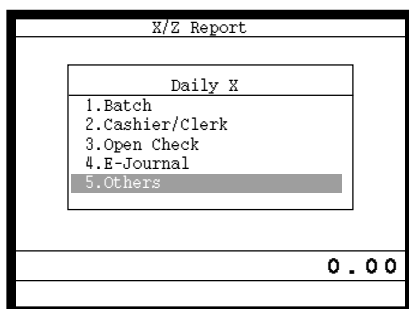 X/Z Report
Daily X
1.Batch
2.Cashier/Clerk
3.Open Check
4.E-Journal
5.Others
0.00